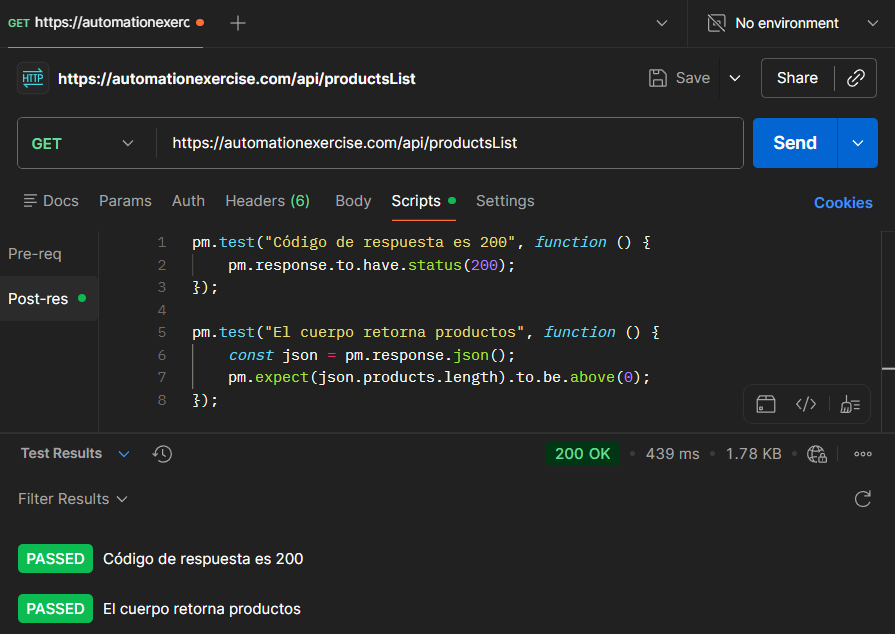 GET https://automationexerc
No environment
HTTP https://automationexercise.com/api/productsList
Save Share
GET https://automationexercise.com/api/productsList Send
Docs Params Auth Headers (6) Body Scripts Settings Cookies
Pre-req
Post-res
1 pm.test("Código de respuesta es 200", function () {
2 pm.response.to.have.status(200);
3 });
4
5 pm.test("El cuerpo retorna productos", function () {
6 const json = pm.response.json();
7 pm.expect(json.products.length).to.be.above(0);
8 });
Test Results 200 OK • 439 ms • 1.78 KB •
Filter Results
PASSED Código de respuesta es 200
PASSED El cuerpo retorna productos